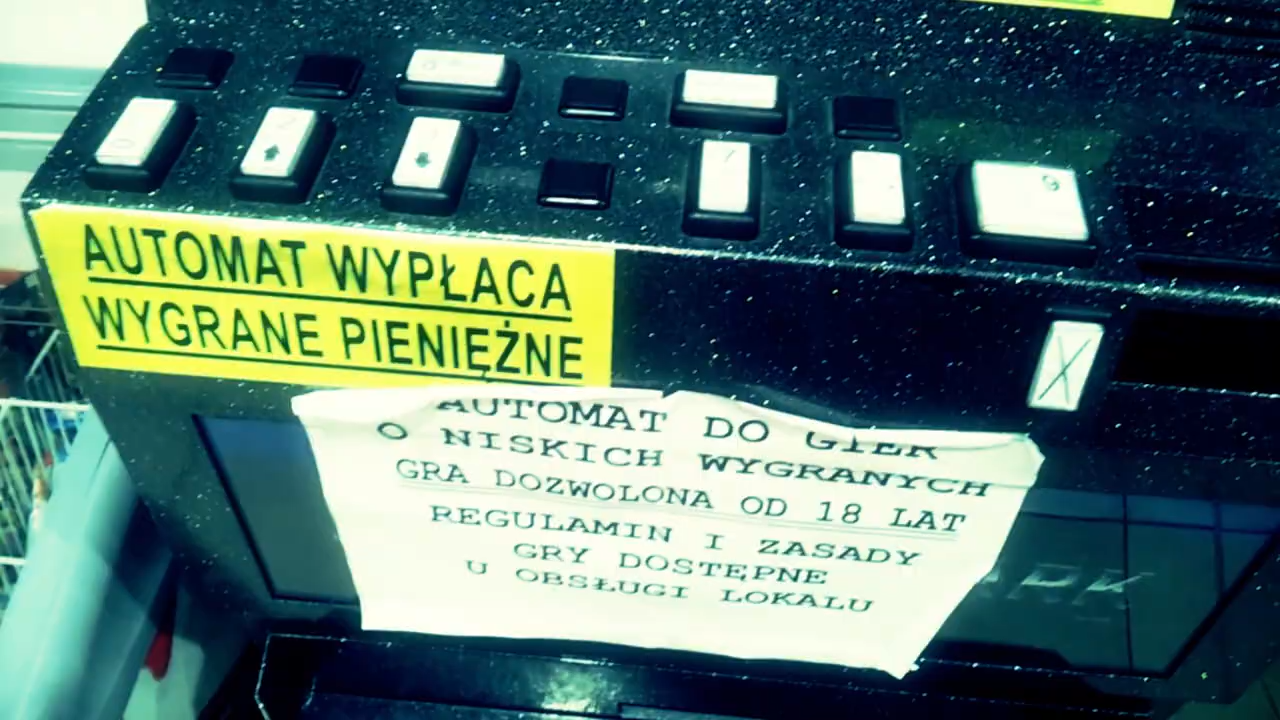 AUTOMAT WYPŁACA
WYGRANE PIENIĘŻNE
AUTOMAT DO GIER
O NISKICH WYGRANYCH
GRA DOZWOLONA OD 18 LAT
REGULAMIN I ZASADY
GRY DOSTĘPNE
U OBSŁUGI LOKALU